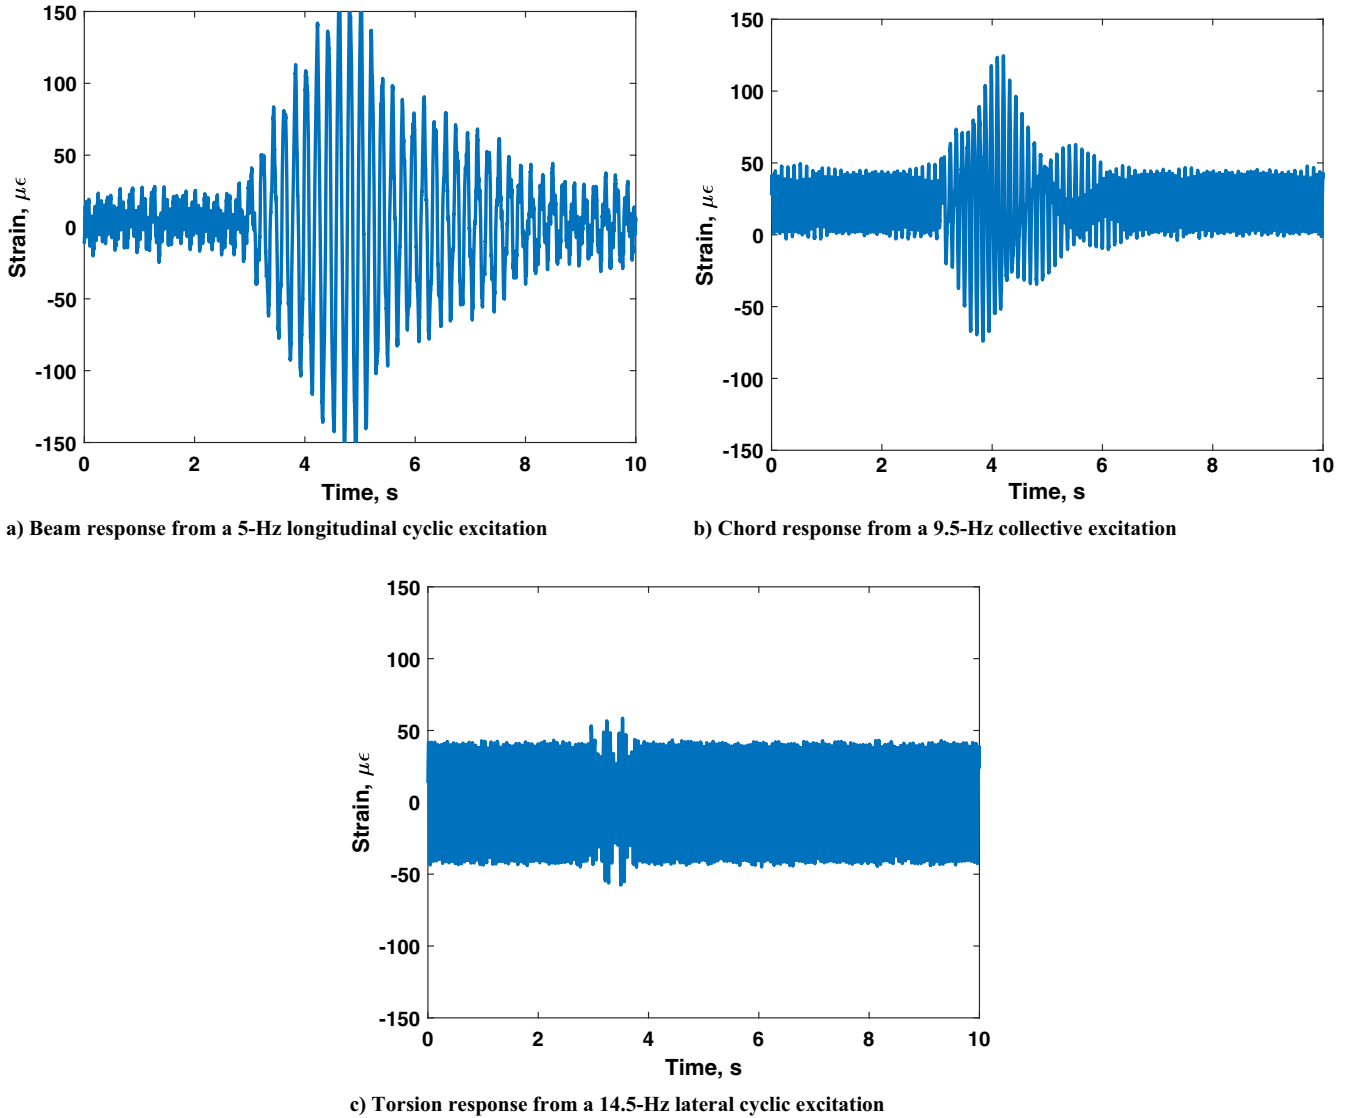 150
100
50
0
-50
-100
-150
Strain, με
0 2 4 6 8 10
Time, s
a) Beam response from a 5-Hz longitudinal cyclic excitation
150
100
50
0
-50
-100
-150
Strain, με
0 2 4 6 8 10
Time, s
b) Chord response from a 9.5-Hz collective excitation
150
100
50
0
-50
-100
-150
Strain, με
0 2 4 6 8 10
Time, s
c) Torsion response from a 14.5-Hz lateral cyclic excitation